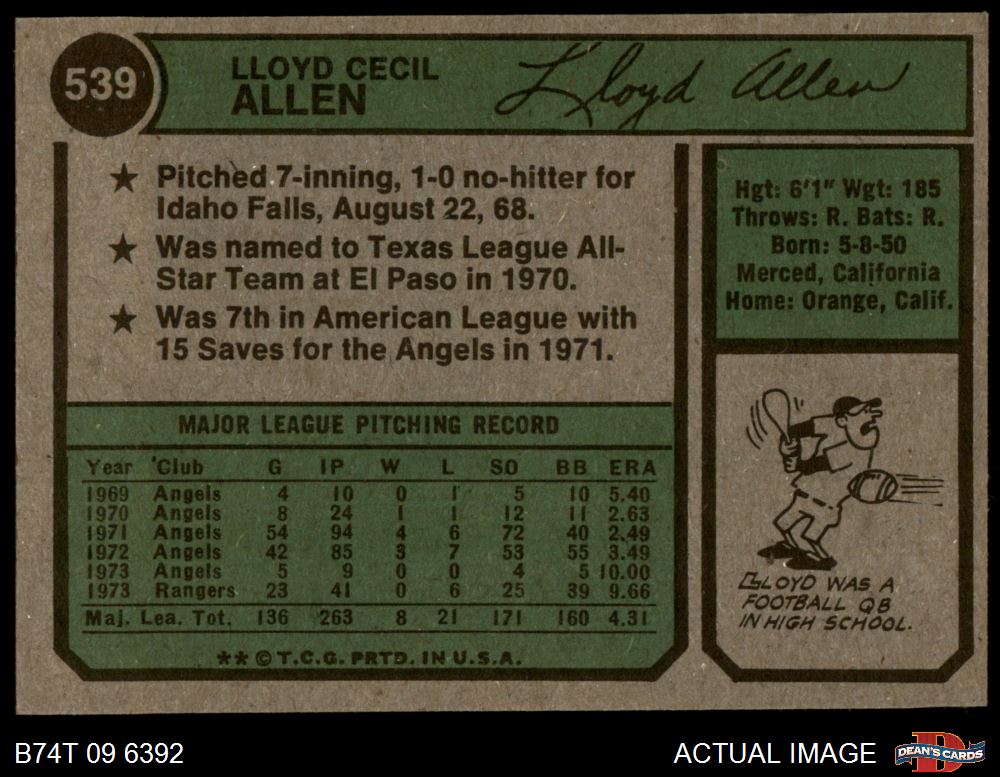 539
LLOYD CECIL
ALLEN
Lloyd Allen
★ Pitched 7-inning, 1-0 no-hitter for
Idaho Falls, August 22, 68.
★ Was named to Texas League All-
Star Team at El Paso in 1970.
★ Was 7th in American League with
15 Saves for the Angels in 1971.
Hgt: 6'1" Wgt: 185
Throws: R. Bats: R.
Born: 5-8-50
Merced, California
Home: Orange, Calif.
MAJOR LEAGUE PITCHING RECORD
Year Club G IP W L SO BB ERA
1969 Angels 4 10 0 1 5 10 5.40
1970 Angels 8 24 1 1 12 11 2.63
1971 Angels 54 94 4 6 72 40 2.49
1972 Angels 42 85 3 7 53 55 3.49
1973 Angels 5 9 0 0 4 5 10.00
1973 Rangers 23 41 0 6 25 39 9.66
Maj. Lea. Tot. 136 263 8 21 171 160 4.31
**©T.C.G. PRTD. IN U.S.A.
LLOYD WAS A
FOOTBALL QB
IN HIGH SCHOOL.
B74T 09 6392
ACTUAL IMAGE
D
DEAN'S CARDS